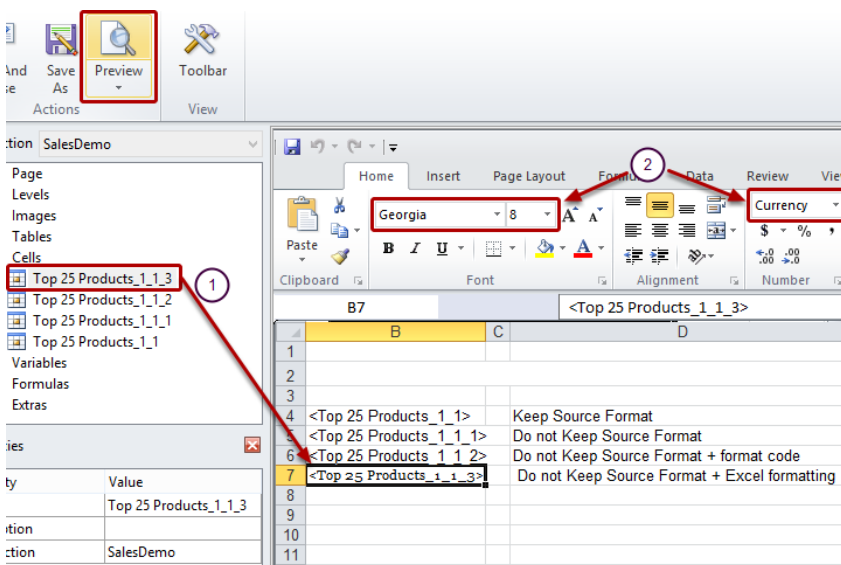 And Save Preview Toolbar
se As
Actions View
ction SalesDemo
Page
Levels
Images
Tables
Cells
Top 25 Products_1_1_3
Top 25 Products_1_1_2
Top 25 Products_1_1_1
Top 25 Products_1_1
Variables
Formulas
Extras
1
ies
ty Value
Top 25 Products_1_1_3
ption
ction SalesDemo
2
Home Insert Page Layout Formulas Data Review Vie
Paste Georgia 8 A A Currency
B I U A $ % ,
Clipboard Font Alignment Number
B7 <Top 25 Products_1_1_3>
B C D
1
2
3
4 <Top 25 Products_1_1> Keep Source Format
5 <Top 25 Products_1_1_1> Do not Keep Source Format
6 <Top 25 Products_1_1_2> Do not Keep Source Format + format code
7 <Top 25 Products_1_1_3> Do not Keep Source Format + Excel formatting
8
9
10
11